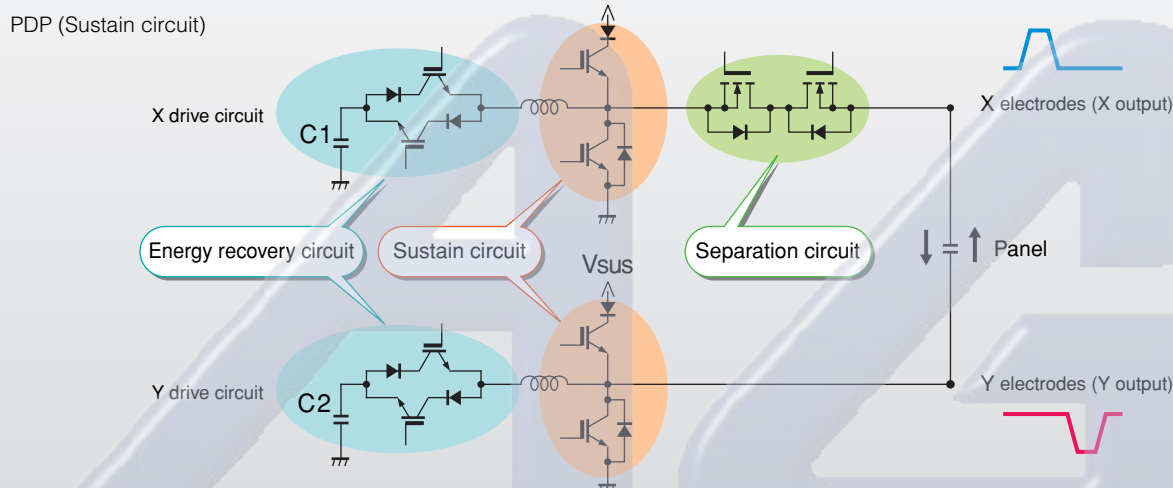 PDP (Sustain circuit)
X drive circuit
C1
X electrodes (X output)
Energy recovery circuit
Sustain circuit
Separation circuit
Panel
Vsus
Y drive circuit
C2
Y electrodes (Y output)